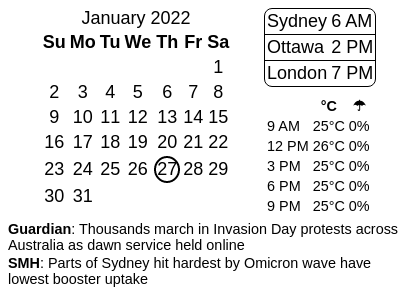 January 2022
Su Mo Tu We Th Fr Sa
1
2 3 4 5 6 7 8
9 10 11 12 13 14 15
16 17 18 19 20 21 22
23 24 25 26 27 28 29
30 31
Sydney 6 AM
Ottawa 2 PM
London 7 PM
°C ☂
9 AM 25°C 0%
12 PM 26°C 0%
3 PM 25°C 0%
6 PM 25°C 0%
9 PM 25°C 0%
Guardian: Thousands march in Invasion Day protests across
Australia as dawn service held online
SMH: Parts of Sydney hit hardest by Omicron wave have
lowest booster uptake